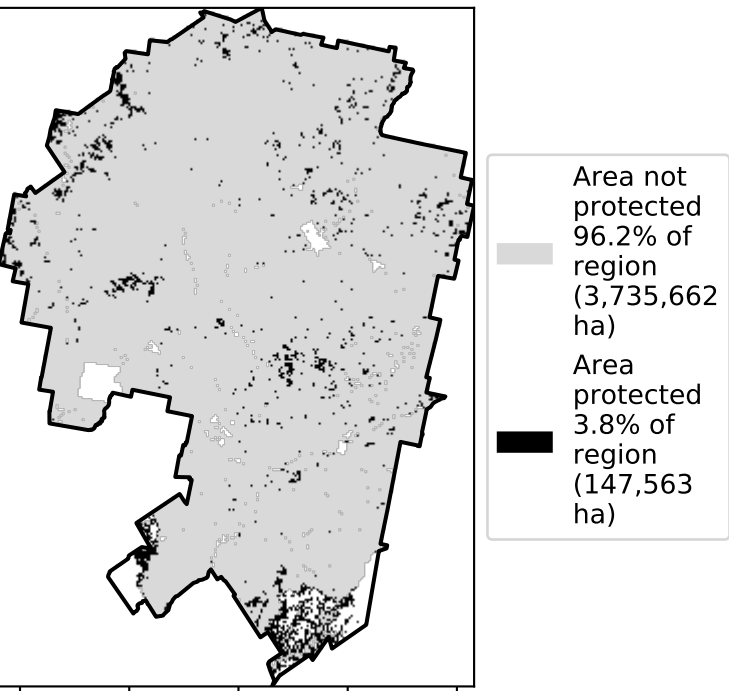 Area not
protected
96.2% of
region
(3,735,662
ha)
Area
protected
3.8% of
region
(147,563
ha)